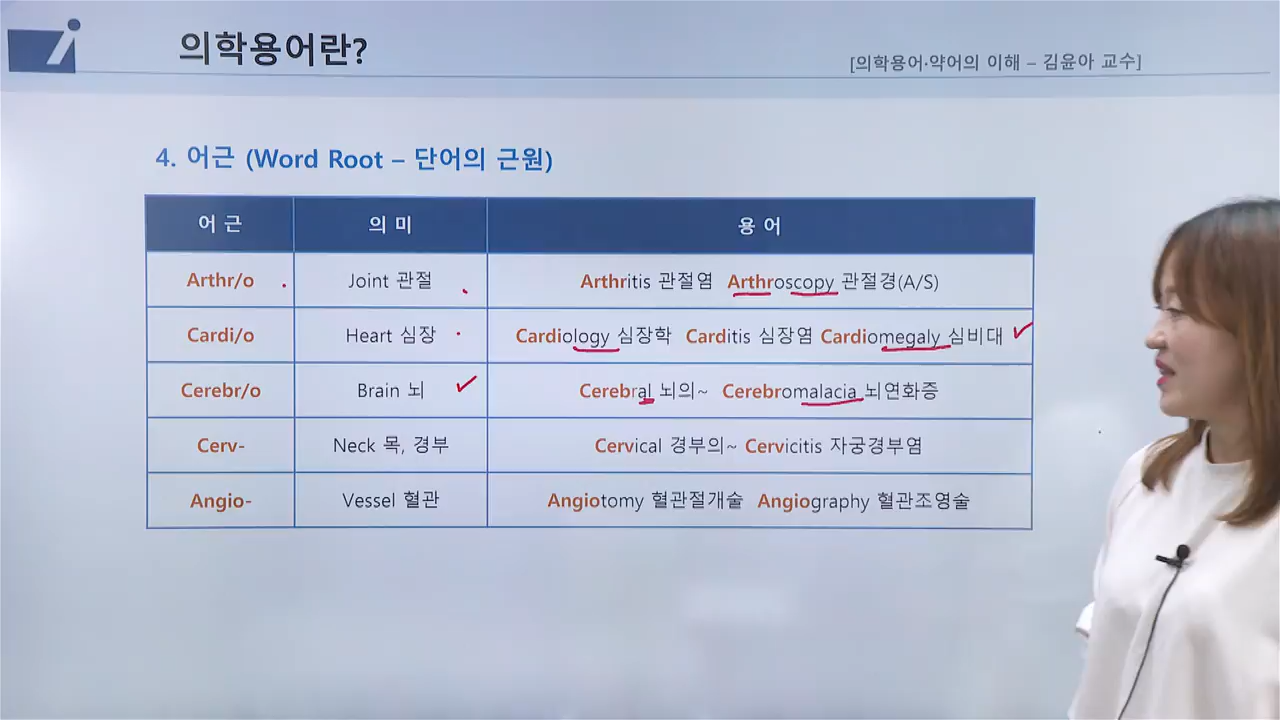 의학용어란?
[의학용어·약어의 이해 – 김윤아 교수]
4. 어근 (Word Root – 단어의 근원)
어 근 의 미 용 어
Arthr/o Joint 관절 Arthritis 관절염 Arthroscopy 관절경(A/S)
Cardi/o Heart 심장 Cardiology 심장학 Carditis 심장염 Cardiomegaly 심비대
Cerebr/o Brain 뇌 Cerebral 뇌의~ Cerebromalacia 뇌연화증
Cerv- Neck 목, 경부 Cervical 경부의~ Cervicitis 자궁경부염
Angio- Vessel 혈관 Angiotomy 혈관절개술 Angiography 혈관조영술